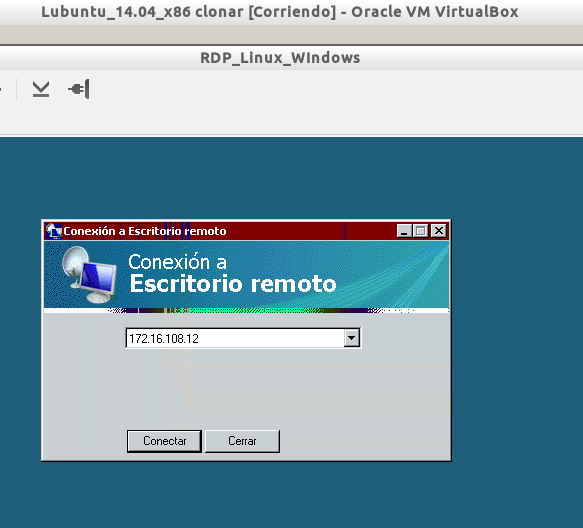 Lubuntu_14.04_x86 clonar [Corriendo] - Oracle VM VirtualBox
RDP_Linux_WIndows
Conexión a Escritorio remoto
Conexión a
Escritorio remoto
172.16.108.12
Conectar
Cerrar